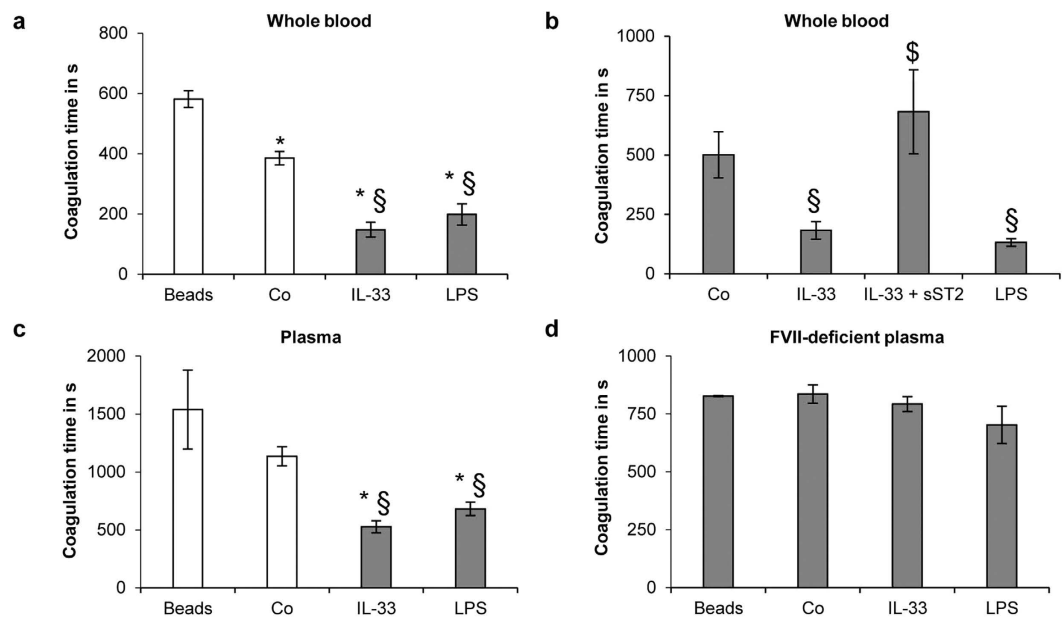 a
Whole blood
Coagulation time in s
800
600
400
200
0
*
* §
* §
Beads Co IL-33 LPS
b
Whole blood
Coagulation time in s
1000
750
500
250
0
§
$
§
Co IL-33 IL-33 + sST2 LPS
c
Plasma
Coagulation time in s
2000
1500
1000
500
0
* §
* §
Beads Co IL-33 LPS
d
FVII-deficient plasma
Coagulation time in s
1000
750
500
250
0
Beads Co IL-33 LPS